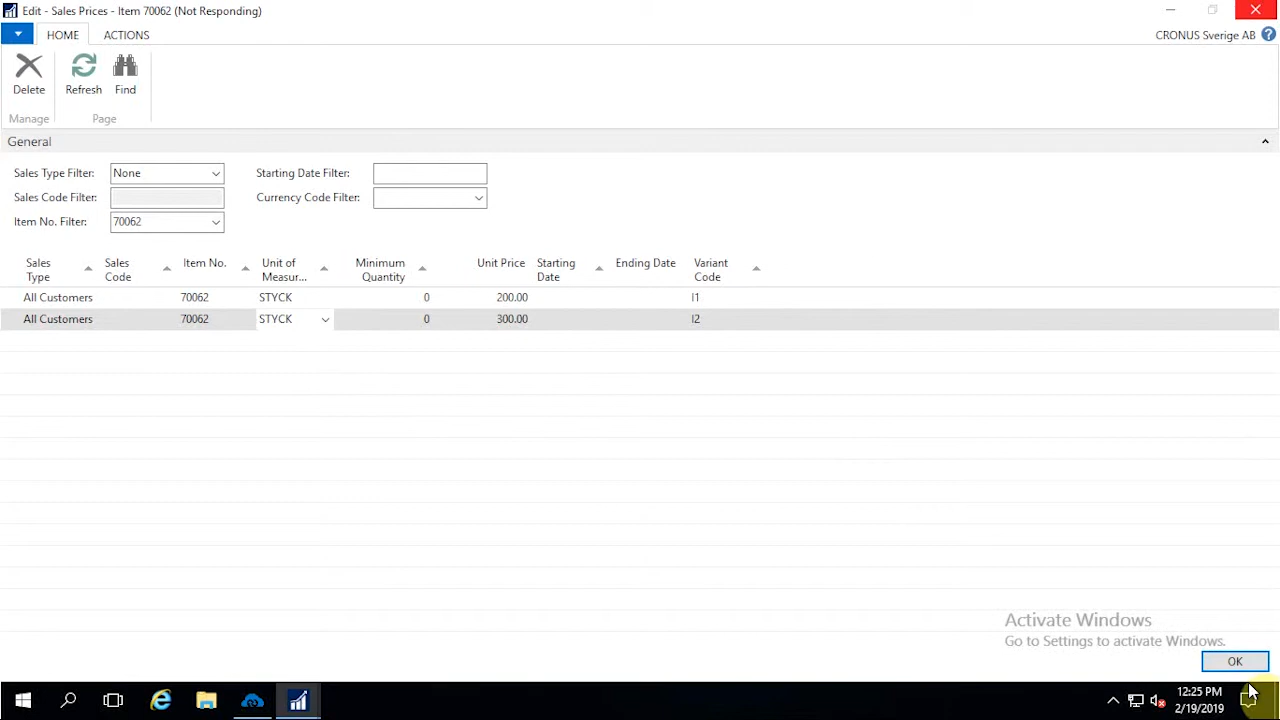 Edit - Sales Prices - Item 70062 (Not Responding)
HOME ACTIONS CRONUS Sverige AB ?
Delete Refresh Find
Manage Page
General
Sales Type Filter: None Starting Date Filter:
Sales Code Filter: Currency Code Filter:
Item No. Filter: 70062
Sales Type Sales Code Item No. Unit of Measur... Minimum Quantity Unit Price Starting Date Ending Date Variant Code
All Customers 70062 STYCK 0 200.00 I1
All Customers 70062 STYCK 0 300.00 I2
Activate Windows
Go to Settings to activate Windows.
OK
12:25 PM
2/19/2019